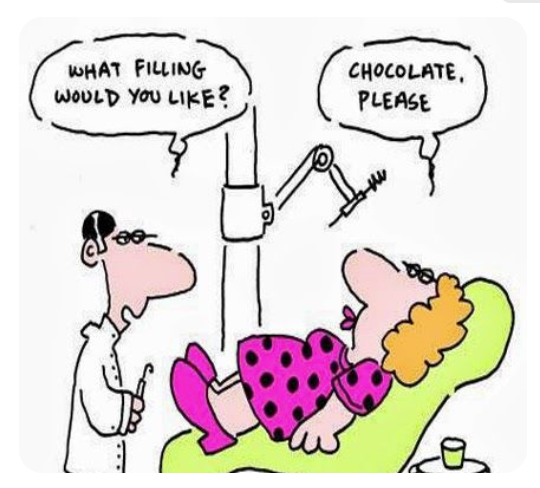 WHAT FILLING
WOULD YOU LIKE?
CHOCOLATE,
PLEASE